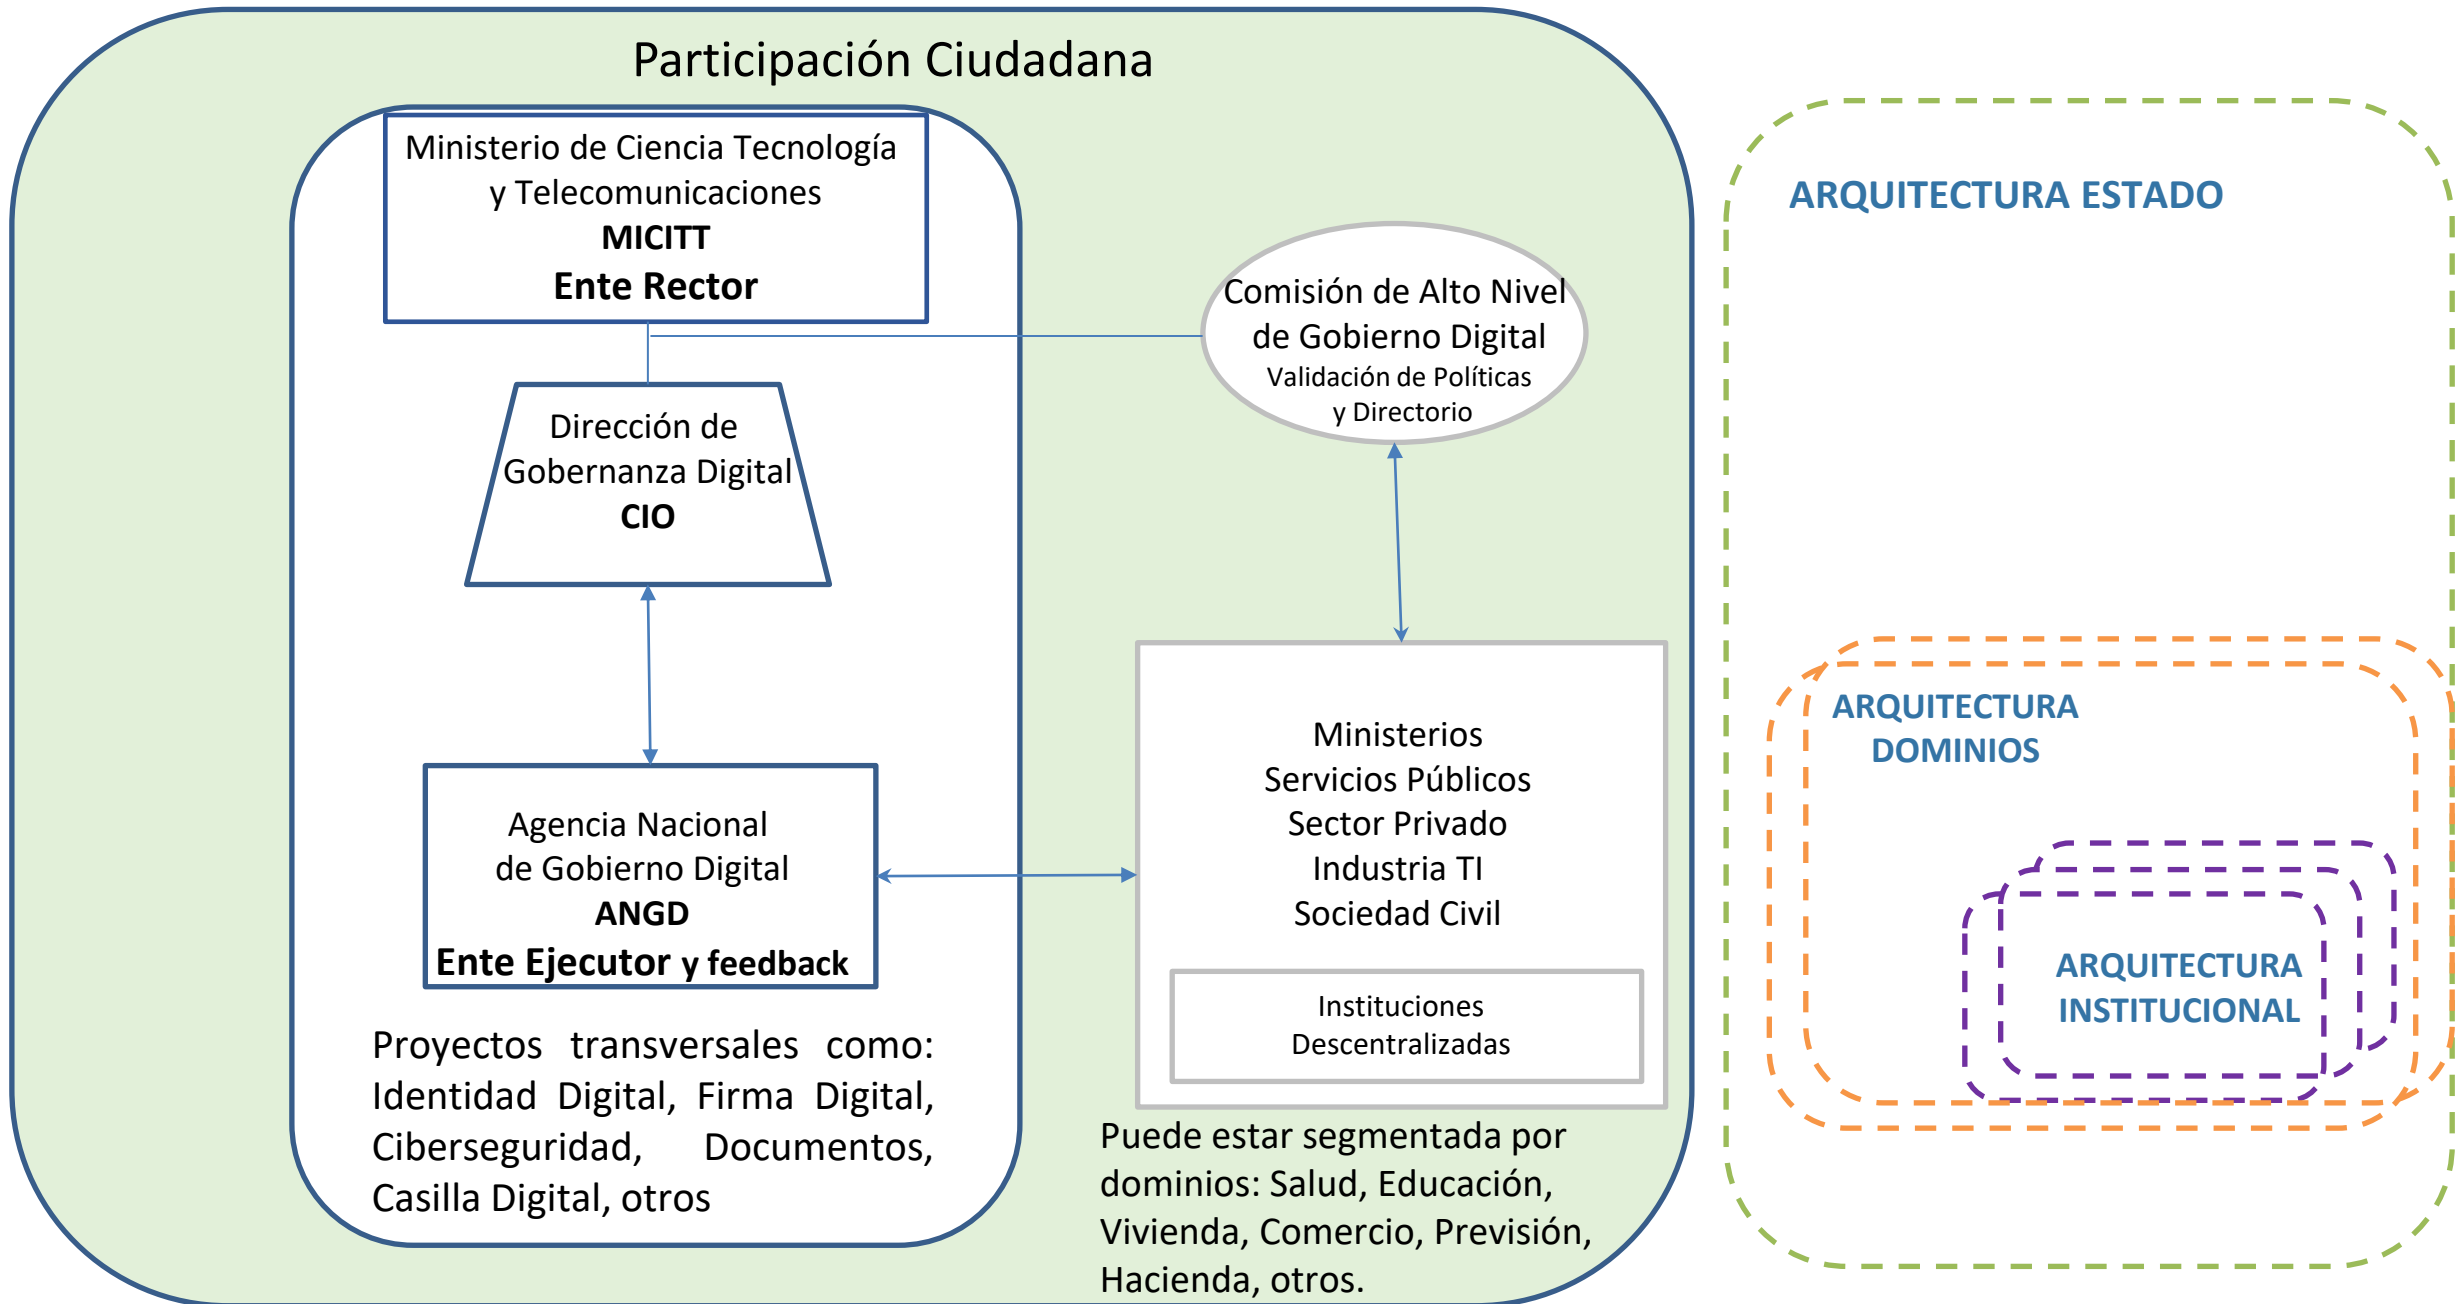 Participación Ciudadana
Ministerio de Ciencia Tecnología
y Telecomunicaciones
MICITT
Ente Rector
Dirección de
Gobernanza Digital
CIO
Agencia Nacional
de Gobierno Digital
ANGD
Ente Ejecutor y feedback
Proyectos transversales como:
Identidad Digital, Firma Digital,
Ciberseguridad, Documentos,
Casilla Digital, otros
Comisión de Alto Nivel
de Gobierno Digital
Validación de Políticas
y Directorio
Ministerios
Servicios Públicos
Sector Privado
Industria TI
Sociedad Civil
Instituciones
Descentralizadas
Puede estar segmentada por
dominios: Salud, Educación,
Vivienda, Comercio, Previsión,
Hacienda, otros.
ARQUITECTURA ESTADO
ARQUITECTURA
DOMINIOS
ARQUITECTURA
INSTITUCIONAL